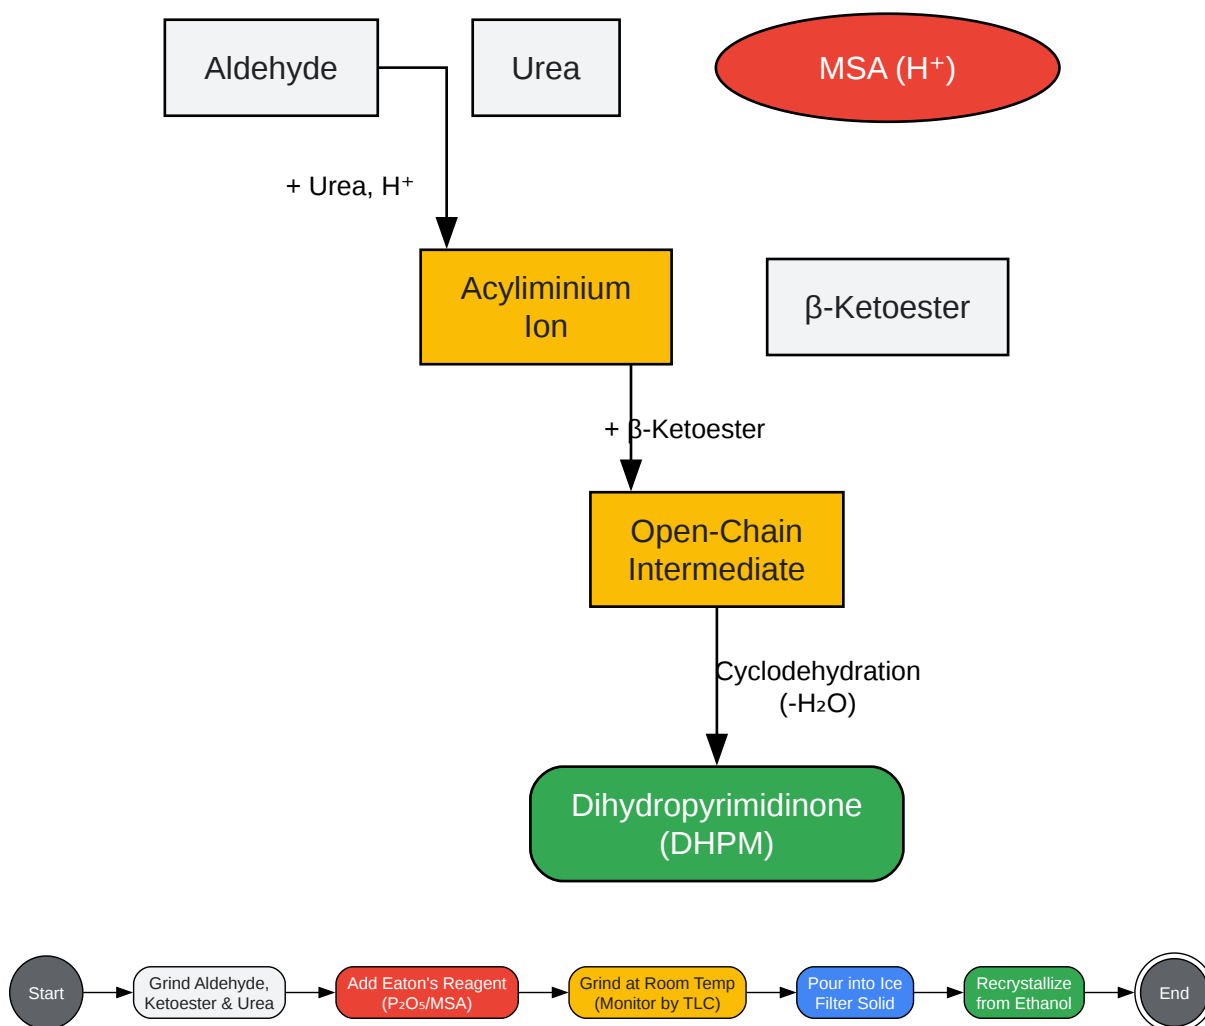 Aldehyde
Urea
MSA (H⁺)
+ Urea, H⁺
Acyliminium
Ion
β-Ketoester
+ β-Ketoester
Open-Chain
Intermediate
Cyclodehydration
(-H₂O)
Dihydropyrimidinone
(DHPM)
Start
Grind Aldehyde,
Ketoester & Urea
Add Eaton's Reagent
(P₂O₅/MSA)
Grind at Room Temp
(Monitor by TLC)
Pour into Ice
Filter Solid
Recrystallize
from Ethanol
End